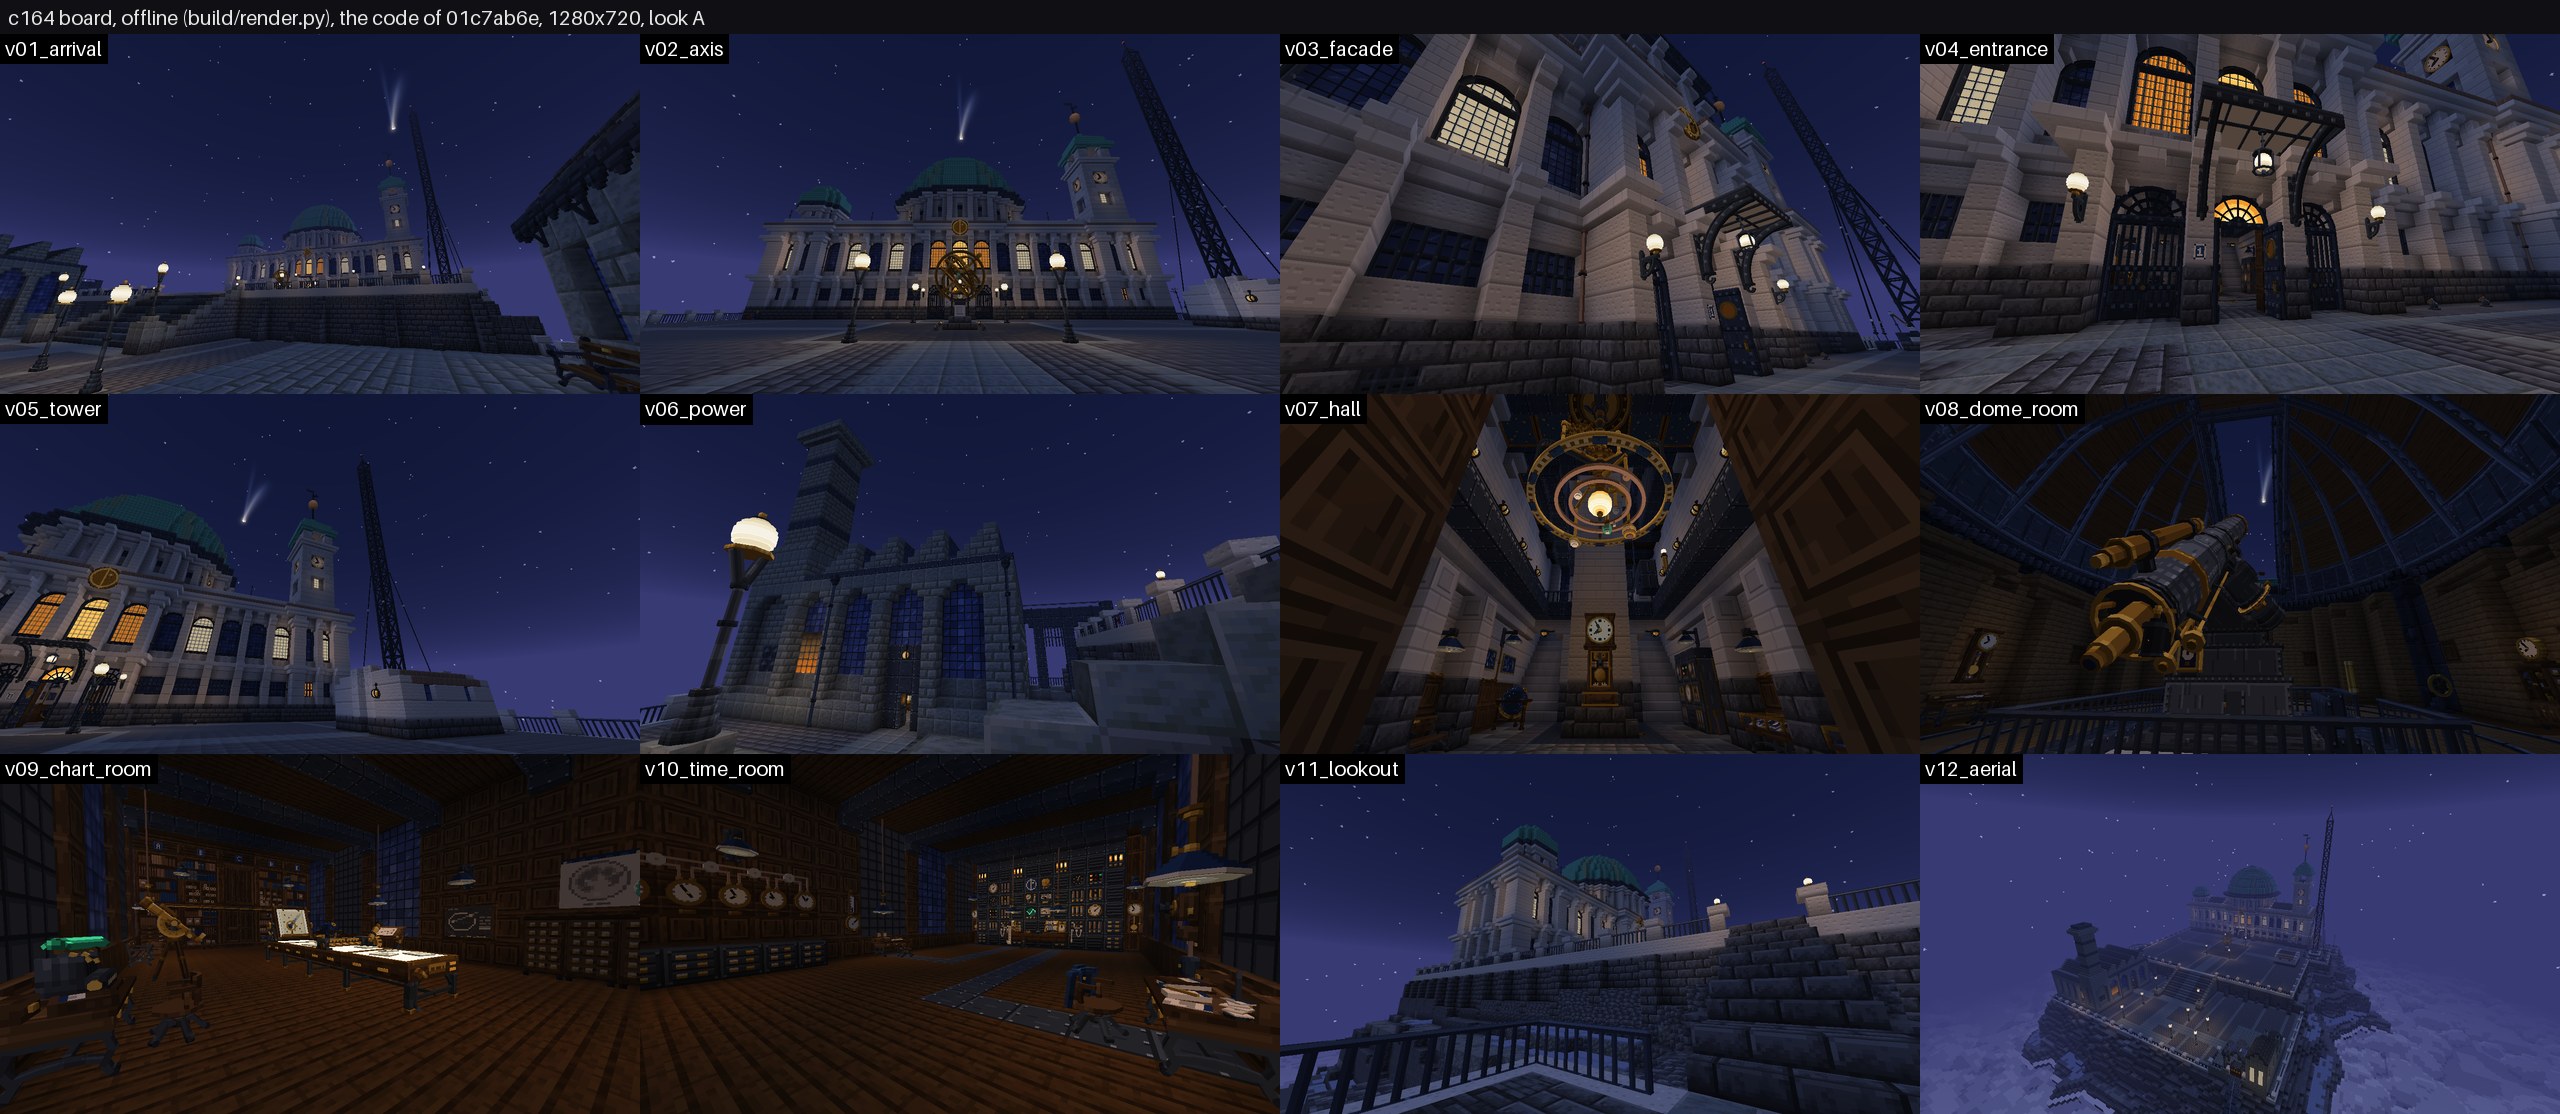 c164 board, offline (build/render.py), the code of 01c7ab6e, 1280x720, look A
v01_arrival
v02_axis
v03_facade
v04_entrance
v05_tower
v06_power
v07_hall
v08_dome_room
v09_chart_room
v10_time_room
v11_lookout
v12_aerial